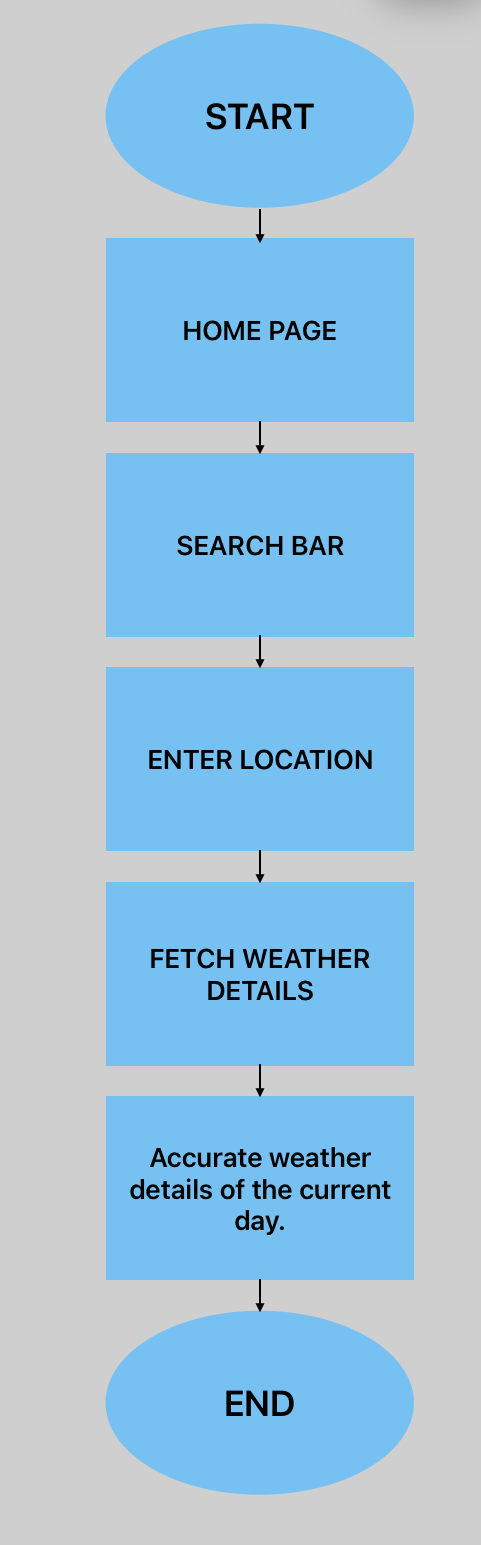 START
HOME PAGE
SEARCH BAR
ENTER LOCATION
FETCH WEATHER
DETAILS
Accurate weather
details of the current
day.
END